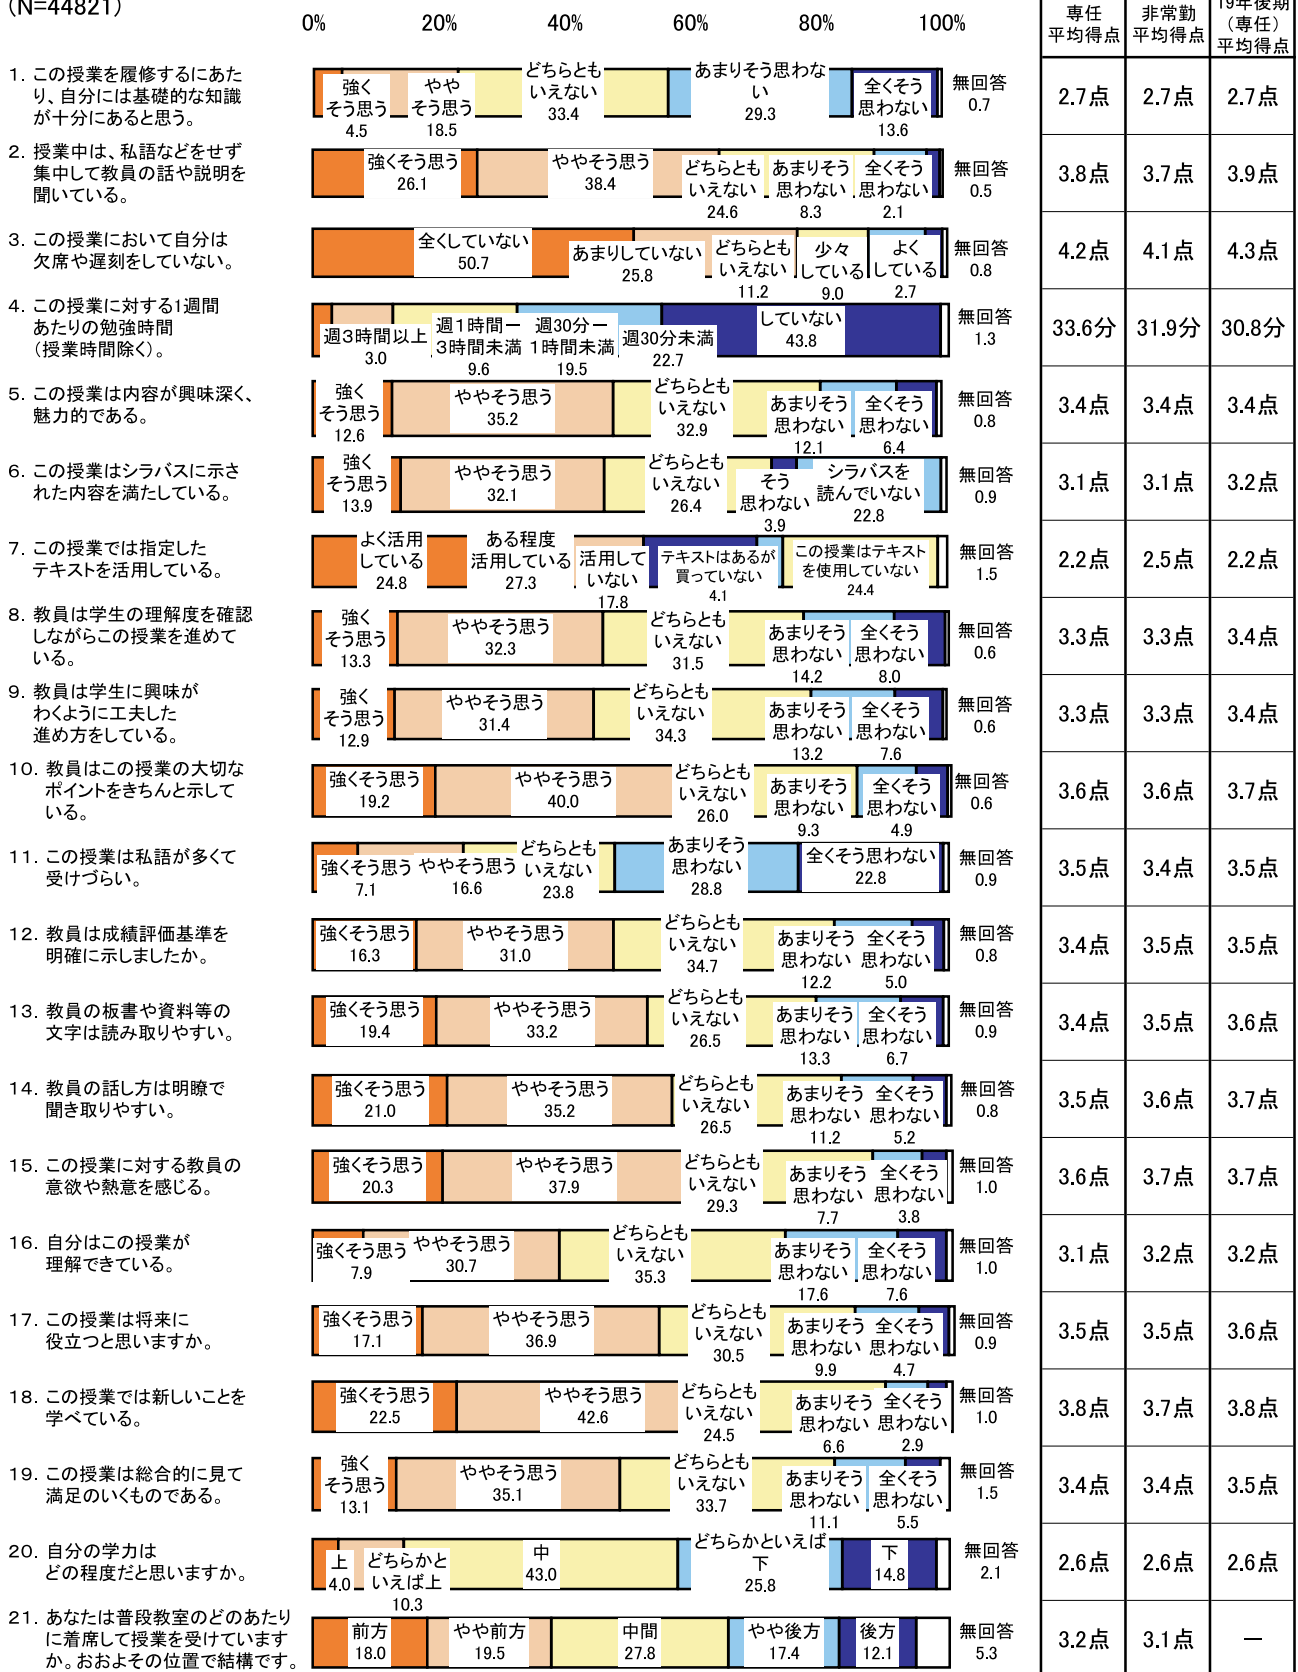 (N=44821)
0% 20% 40% 60% 80% 100%
専任
平均得点
非常勤
平均得点
19年後期
(専任)
平均得点
1. この授業を履修するにあた
り、自分には基礎的な知識
が十分にあると思う。
強く
そう思う
4.5
やや
そう思う
18.5
どちらとも
いえない
33.4
あまりそう思わな
い
29.3
全くそう
思わない
13.6
無回答
0.7
2.7点 2.7点 2.7点
2. 授業中は、私語などをせず
集中して教員の話や説明を
聞いている。
強くそう思う
26.1
ややそう思う
38.4
どちらとも
いえない
24.6
あまりそう
思わない
8.3
全くそう
思わない
2.1
無回答
0.5
3.8点 3.7点 3.9点
3. この授業において自分は
欠席や遅刻をしていない。
全くしていない
50.7
あまりしていない
25.8
どちらとも
いえない
11.2
少々
している
9.0
よく
している
2.7
無回答
0.8
4.2点 4.1点 4.3点
4. この授業に対する1週間
あたりの勉強時間
(授業時間除く)。
週3時間以上
3.0
週1時間ー
3時間未満
9.6
週30分ー
1時間未満
19.5
週30分未満
22.7
していない
43.8
無回答
1.3
33.6分 31.9分 30.8分
5. この授業は内容が興味深く、
魅力的である。
強く
そう思う
12.6
ややそう思う
35.2
どちらとも
いえない
32.9
あまりそう
思わない
12.1
全くそう
思わない
6.4
無回答
0.8
3.4点 3.4点 3.4点
6. この授業はシラバスに示さ
れた内容を満たしている。
強く
そう思う
13.9
ややそう思う
32.1
どちらとも
いえない
26.4
そう
思わない
3.9
シラバスを
読んでいない
22.8
無回答
0.9
3.1点 3.1点 3.2点
7. この授業では指定した
テキストを活用している。
よく活用
している
24.8
ある程度
活用している
27.3
活用して
いない
17.8
テキストはあるが
買っていない
4.1
この授業はテキスト
を使用していない
24.4
無回答
1.5
2.2点 2.5点 2.2点
8. 教員は学生の理解度を確認
しながらこの授業を進めて
いる。
強く
そう思う
13.3
ややそう思う
32.3
どちらとも
いえない
31.5
あまりそう
思わない
14.2
全くそう
思わない
8.0
無回答
0.6
3.3点 3.3点 3.4点
9. 教員は学生に興味が
わくように工夫した
進め方をしている。
強く
そう思う
12.9
ややそう思う
31.4
どちらとも
いえない
34.3
あまりそう
思わない
13.2
全くそう
思わない
7.6
無回答
0.6
3.3点 3.3点 3.4点
10. 教員はこの授業の大切な
ポイントをきちんと示して
いる。
強くそう思う
19.2
ややそう思う
40.0
どちらとも
いえない
26.0
あまりそう
思わない
9.3
全くそう
思わない
4.9
無回答
0.6
3.6点 3.6点 3.7点
11. この授業は私語が多くて
受けづらい。
強くそう思う
7.1
ややそう思う
16.6
どちらとも
いえない
23.8
あまりそう
思わない
28.8
全くそう思わない
22.8
無回答
0.9
3.5点 3.4点 3.5点
12. 教員は成績評価基準を
明確に示しましたか。
強くそう思う
16.3
ややそう思う
31.0
どちらとも
いえない
34.7
あまりそう
思わない
12.2
全くそう
思わない
5.0
無回答
0.8
3.4点 3.5点 3.5点
13. 教員の板書や資料等の
文字は読み取りやすい。
強くそう思う
19.4
ややそう思う
33.2
どちらとも
いえない
26.5
あまりそう
思わない
13.3
全くそう
思わない
6.7
無回答
0.9
3.4点 3.5点 3.6点
14. 教員の話し方は明瞭で
聞き取りやすい。
強くそう思う
21.0
ややそう思う
35.2
どちらとも
いえない
26.5
あまりそう
思わない
11.2
全くそう
思わない
5.2
無回答
0.8
3.5点 3.6点 3.7点
15. この授業に対する教員の
意欲や熱意を感じる。
強くそう思う
20.3
ややそう思う
37.9
どちらとも
いえない
29.3
あまりそう
思わない
7.7
全くそう
思わない
3.8
無回答
1.0
3.6点 3.7点 3.7点
16. 自分はこの授業が
理解できている。
強くそう思う
7.9
ややそう思う
30.7
どちらとも
いえない
35.3
あまりそう
思わない
17.6
全くそう
思わない
7.6
無回答
1.0
3.1点 3.2点 3.2点
17. この授業は将来に
役立つと思いますか。
強くそう思う
17.1
ややそう思う
36.9
どちらとも
いえない
30.5
あまりそう
思わない
9.9
全くそう
思わない
4.7
無回答
0.9
3.5点 3.5点 3.6点
18. この授業では新しいことを
学べている。
強くそう思う
22.5
ややそう思う
42.6
どちらとも
いえない
24.5
あまりそう
思わない
6.6
全くそう
思わない
2.9
無回答
1.0
3.8点 3.7点 3.8点
19. この授業は総合的に見て
満足のいくものである。
強く
そう思う
13.1
ややそう思う
35.1
どちらとも
いえない
33.7
あまりそう
思わない
11.1
全くそう
思わない
5.5
無回答
1.5
3.4点 3.4点 3.5点
20. 自分の学力は
どの程度だと思いますか。
上
4.0
どちらかと
いえば上
10.3
中
43.0
どちらかといえば
下
25.8
下
14.8
無回答
2.1
2.6点 2.6点 2.6点
21. あなたは普段教室のどのあたり
に着席して授業を受けています
か。おおよその位置で結構です。
前方
18.0
やや前方
19.5
中間
27.8
やや後方
17.4
後方
12.1
無回答
5.3
3.2点 3.1点 ー